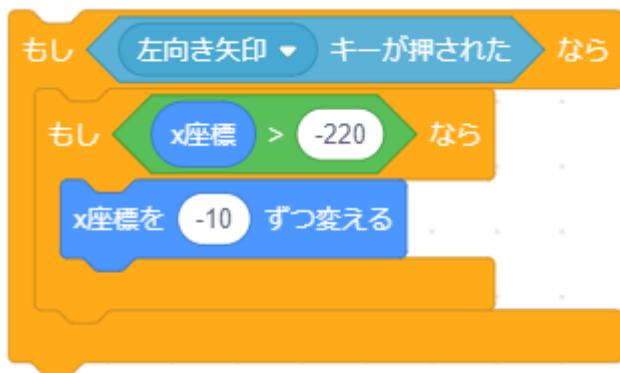 もし 左向き矢印 キーが押された なら
もし x座標 > -220 なら
x座標を -10 ずつ変える